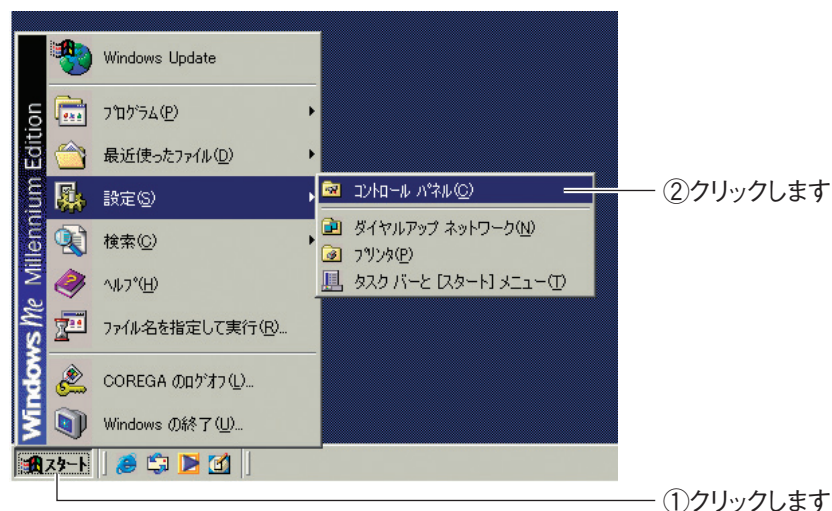 Windows Me Millennium Edition
Windows Update
ﾌﾟﾛｸﾞﾗﾑ(P)
最近使ったﾌｧｲﾙ(D)
設定(S)
検索(C)
ﾍﾙﾌﾟ(H)
ﾌｧｲﾙ名を指定して実行(R)...
COREGA のﾛｸﾞｵﾌ(L)...
Windows の終了(U)...
ｺﾝﾄﾛｰﾙ ﾊﾟﾈﾙ(C)
ダイヤルアップ ネットワーク(N)
ﾌﾟﾘﾝﾀ(P)
タスク バーと [スタート] メニュー(T)
②クリックします
スタート
①クリックします